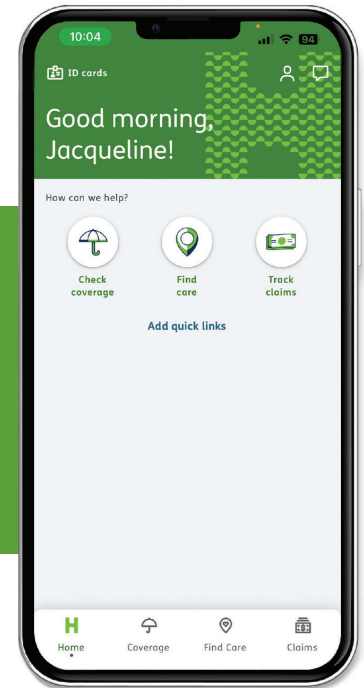 10:04
94
ID cards
Good morning,
Jacqueline!
How can we help?
Check
coverage
Find
care
Track
claims
Add quick links
H
Home
Coverage
Find Care
Claims